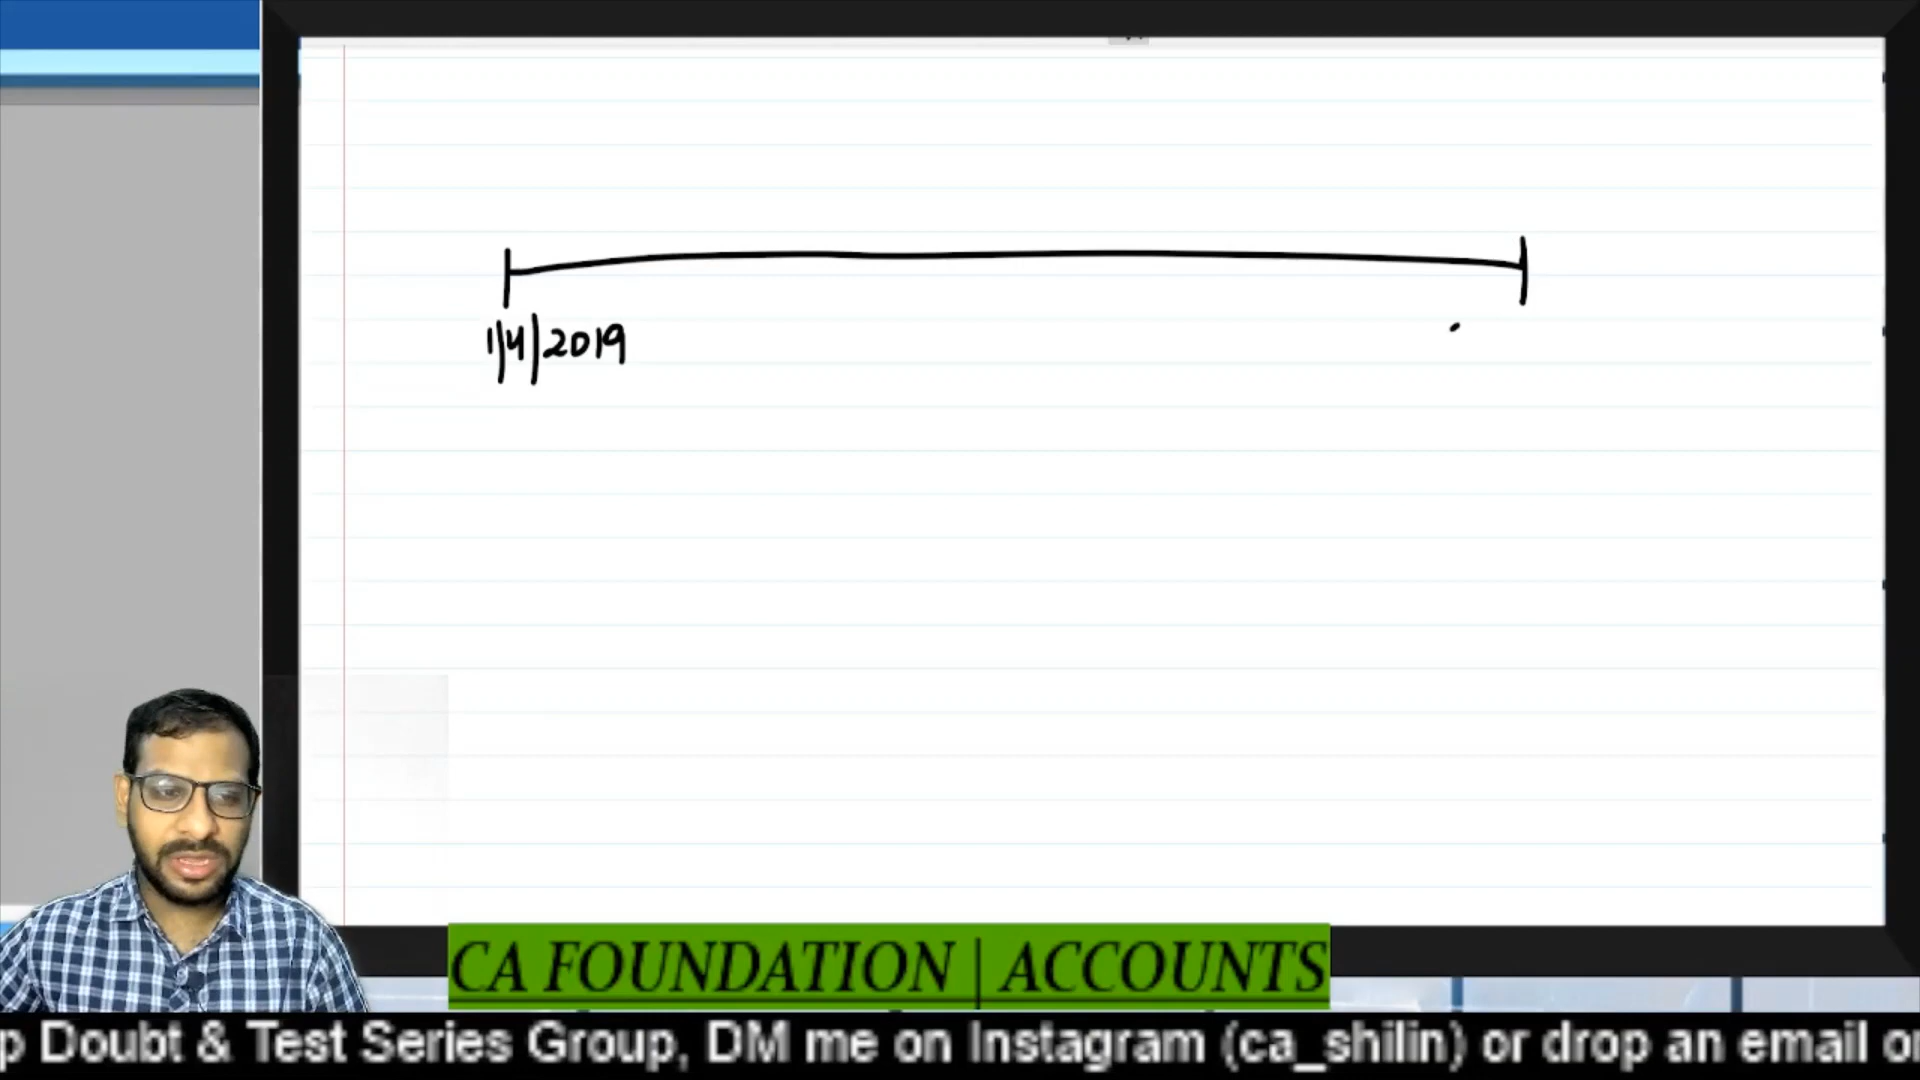 1/4/2019
CA FOUNDATION | ACCOUNTS
p Doubt & Test Series Group, DM me on Instagram (ca_shilin) or drop an email